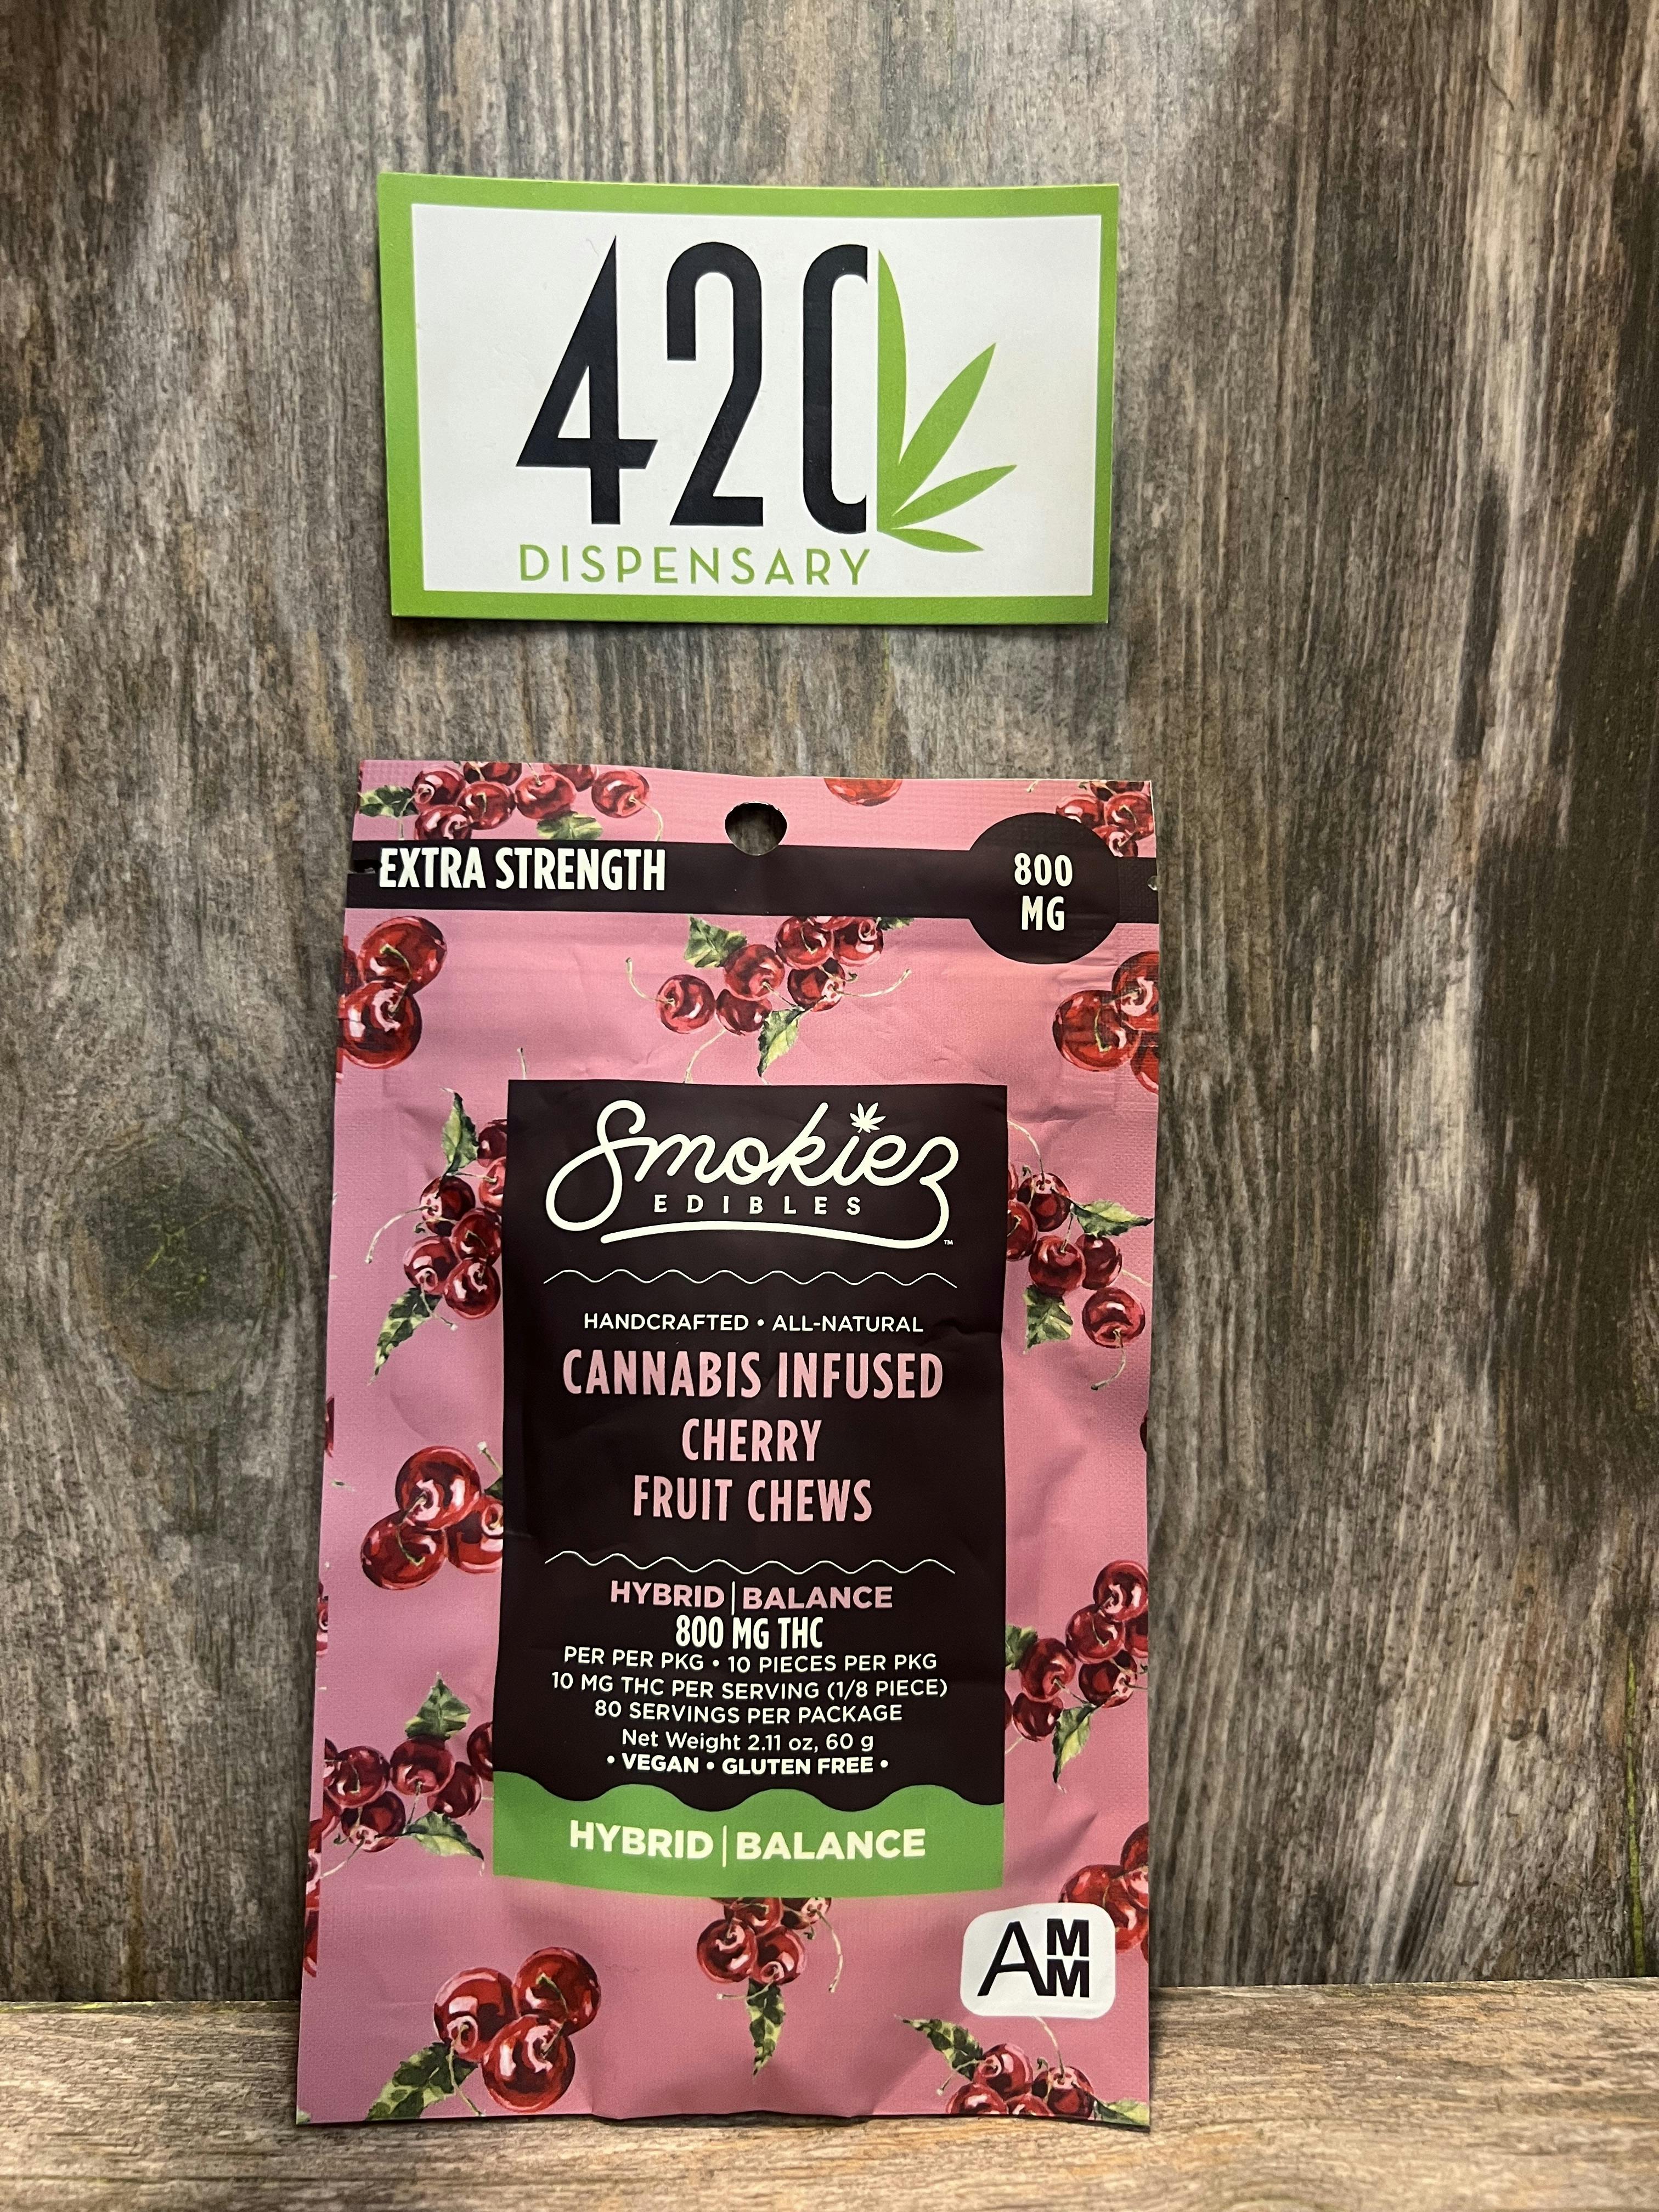 420
DISPENSARY
EXTRA STRENGTH
800
MG
Smokiez
EDIBLES
™
HANDCRAFTED • ALL-NATURAL
CANNABIS INFUSED
CHERRY
FRUIT CHEWS
HYBRID|BALANCE
800 MG THC
PER PER PKG • 10 PIECES PER PKG
10 MG THC PER SERVING (1/8 PIECE)
80 SERVINGS PER PACKAGE
Net Weight 2.11 oz, 60 g
• VEGAN • GLUTEN FREE •
HYBRID|BALANCE
AMM